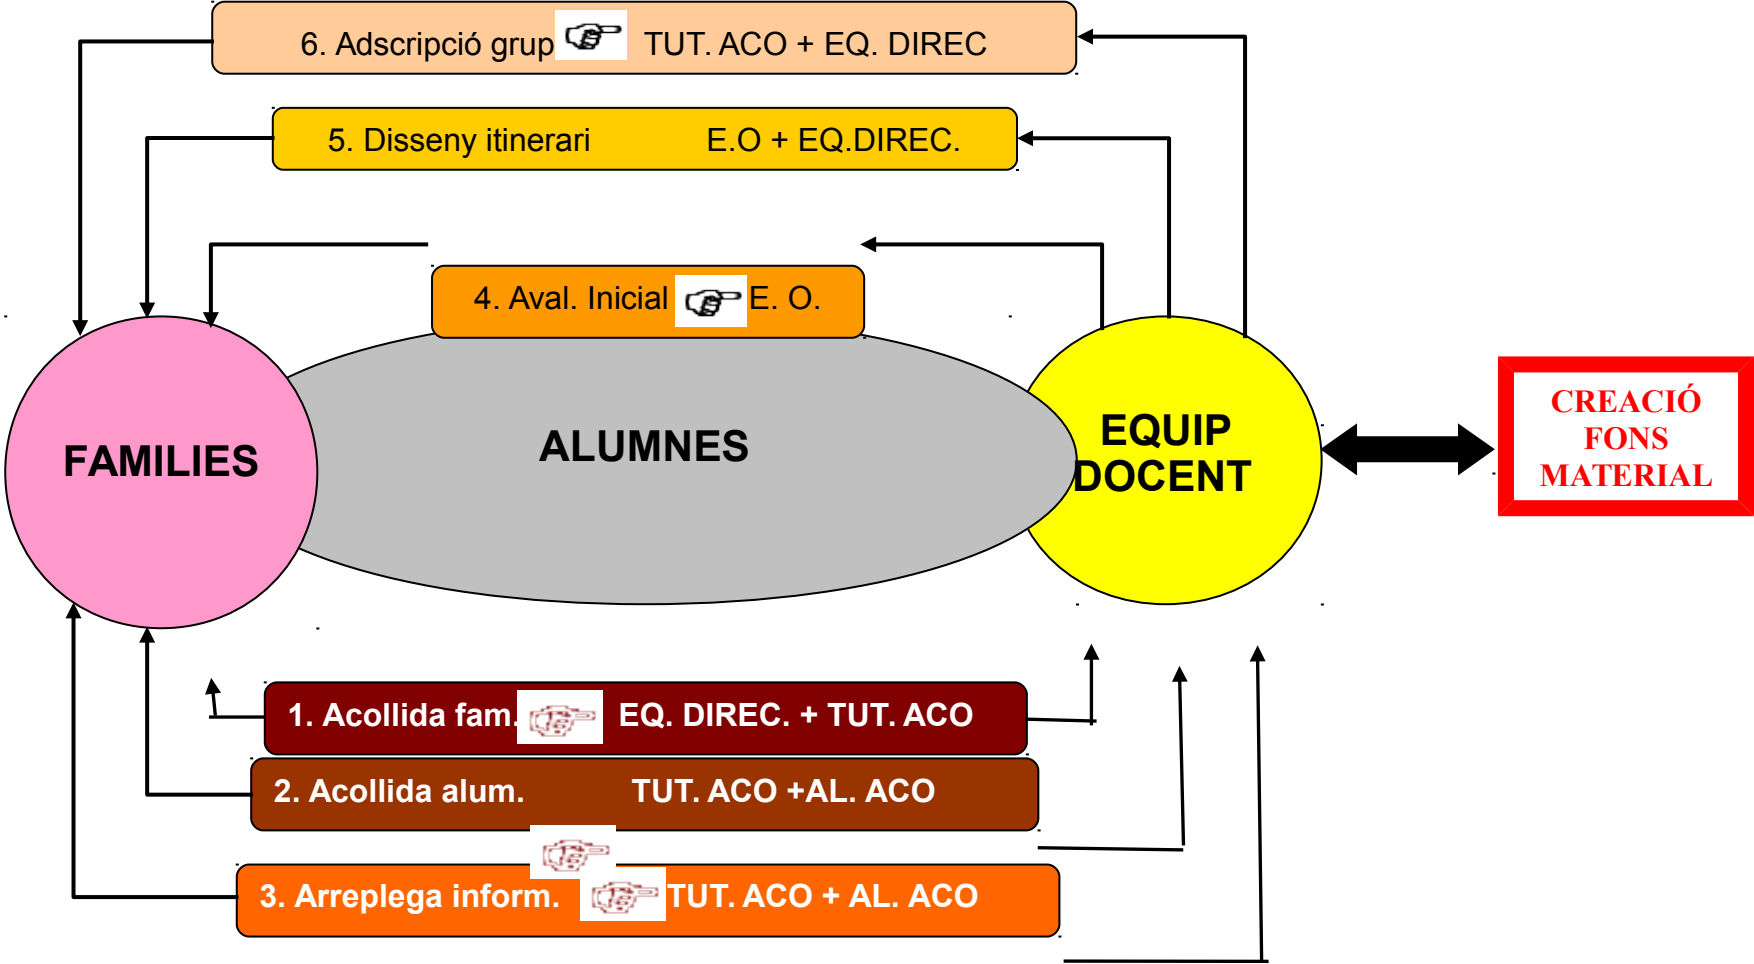 6. Adscripció grup TUT. ACO + EQ. DIREC
5. Disseny itinerari E.O + EQ.DIREC.
4. Aval. Inicial E. O.
FAMILIES
ALUMNES
EQUIP
DOCENT
CREACIÓ
FONS
MATERIAL
1. Acollida fam. EQ. DIREC. + TUT. ACO
2. Acollida alum. TUT. ACO +AL. ACO
3. Arreplega inform. TUT. ACO + AL. ACO